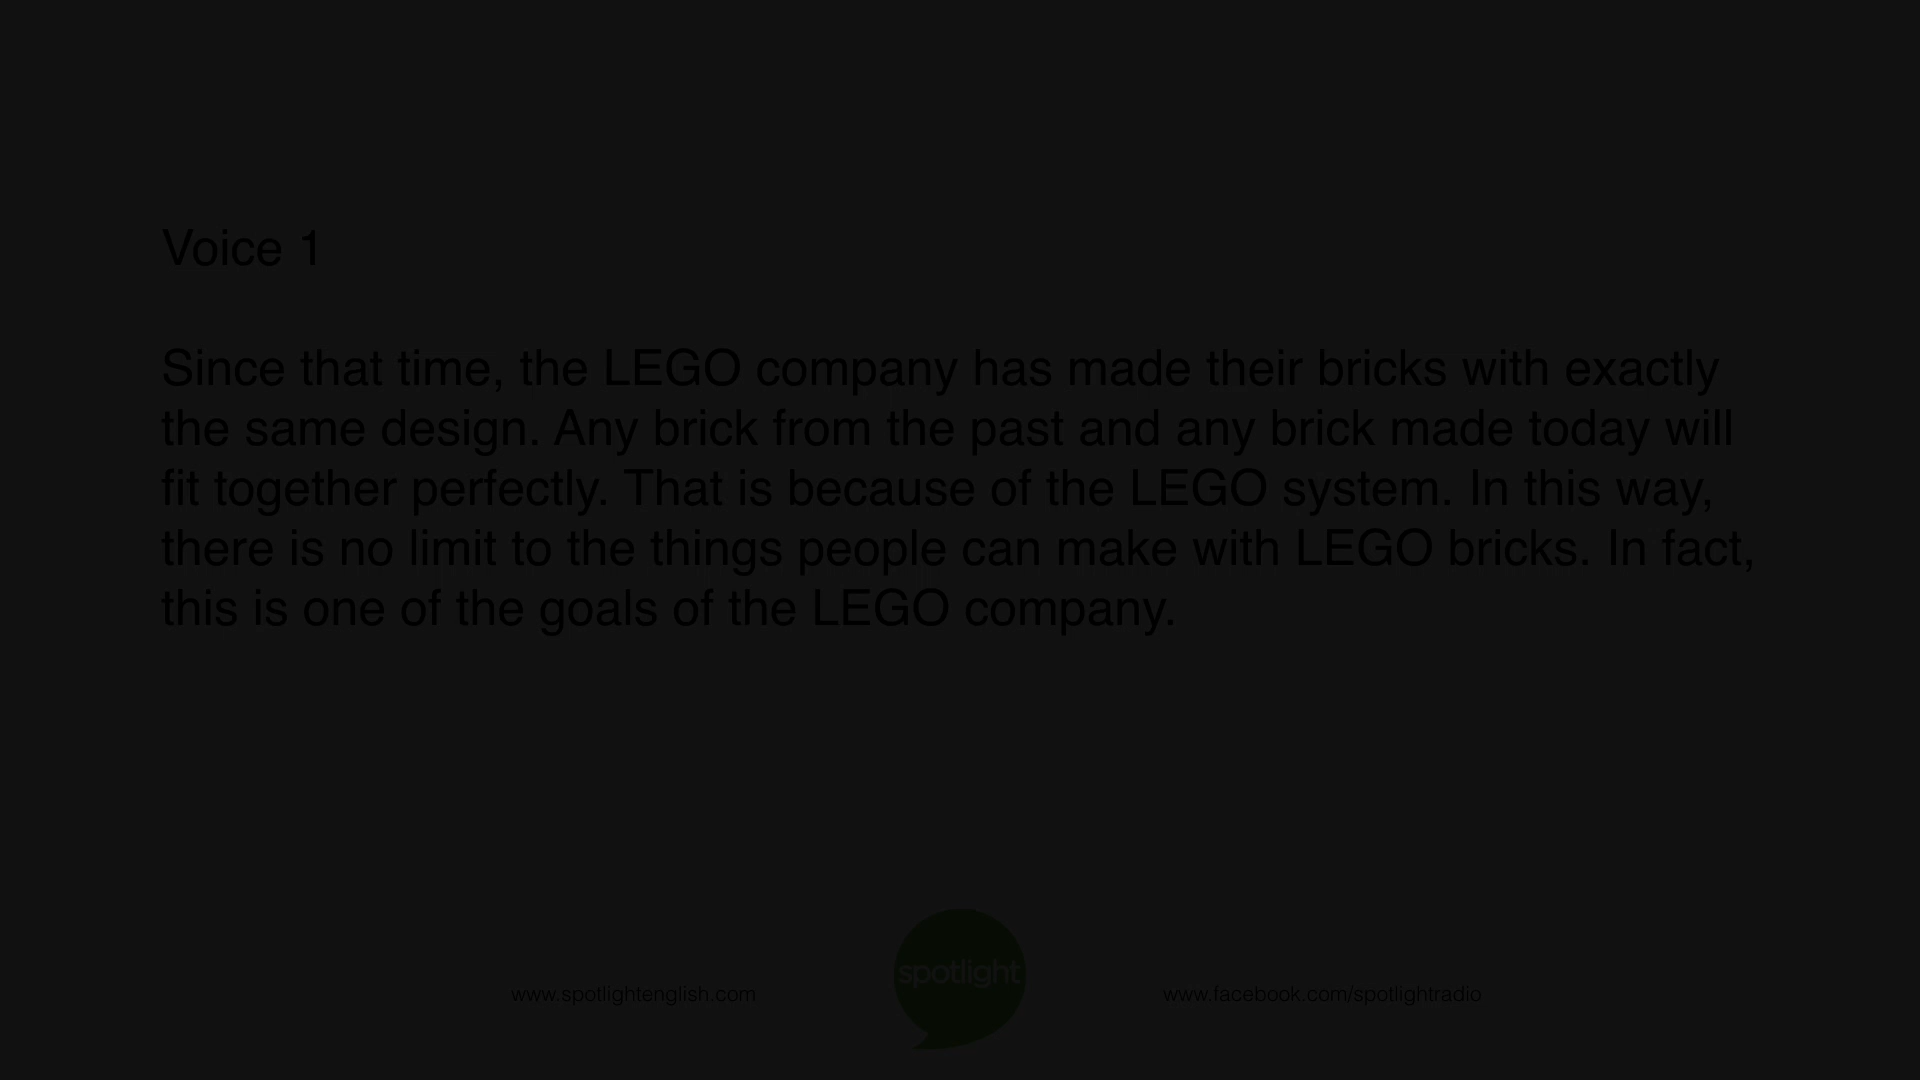 Voice 1
Since that time, the LEGO company has made their bricks with exactly
the same design. Any brick from the past and any brick made today will
fit together perfectly. That is because of the LEGO system. In this way,
there is no limit to the things people can make with LEGO bricks. In fact,
this is one of the goals of the LEGO company.
spotlight
www.spotlightenglish.com
www.facebook.com/spotlightradio